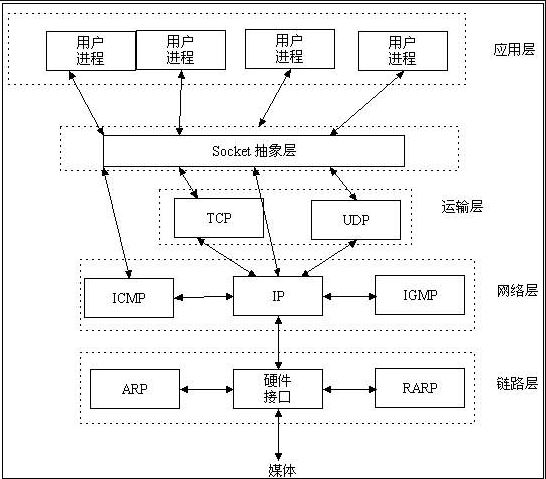 用户
进程
用户
进程
用户
进程
用户
进程
应用层
Socket 抽象层
TCP
UDP
运输层
ICMP
IP
IGMP
网络层
ARP
硬件
接口
RARP
链路层
媒体